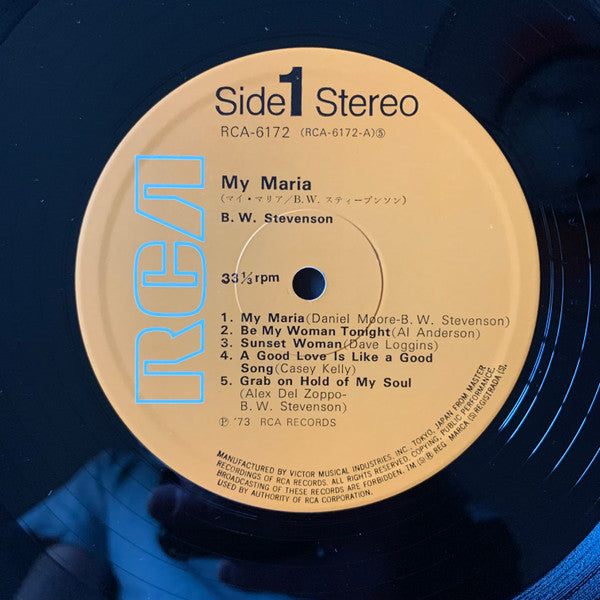 Side 1 Stereo
RCA-6172 (RCA-6172-A)⑤
RCA
My Maria
(マイ・マリア/B.W. スティーブンソン)
B. W. Stevenson
33⅓ rpm
1. My Maria (Daniel Moore-B. W. Stevenson)
2. Be My Woman Tonight (Al Anderson)
3. Sunset Woman (Dave Loggins)
4. A Good Love Is Like a Good
Song (Casey Kelly)
5. Grab on Hold of My Soul
(Alex Del Zoppo-
B. W. Stevenson)
℗ '73 RCA RECORDS
MANUFACTURED BY VICTOR MUSICAL INDUSTRIES, INC., TOKYO, JAPAN FROM MASTER
RECORDINGS OF RCA RECORDS. ALL RIGHTS RESERVED. COPYING, PUBLIC PERFORMANCE,
BROADCASTING OF THESE RECORDS ARE FORBIDDEN. TM(S)® REG. MARCA(S) REGISTRADA(S).
USED BY AUTHORITY OF RCA CORPORATION.